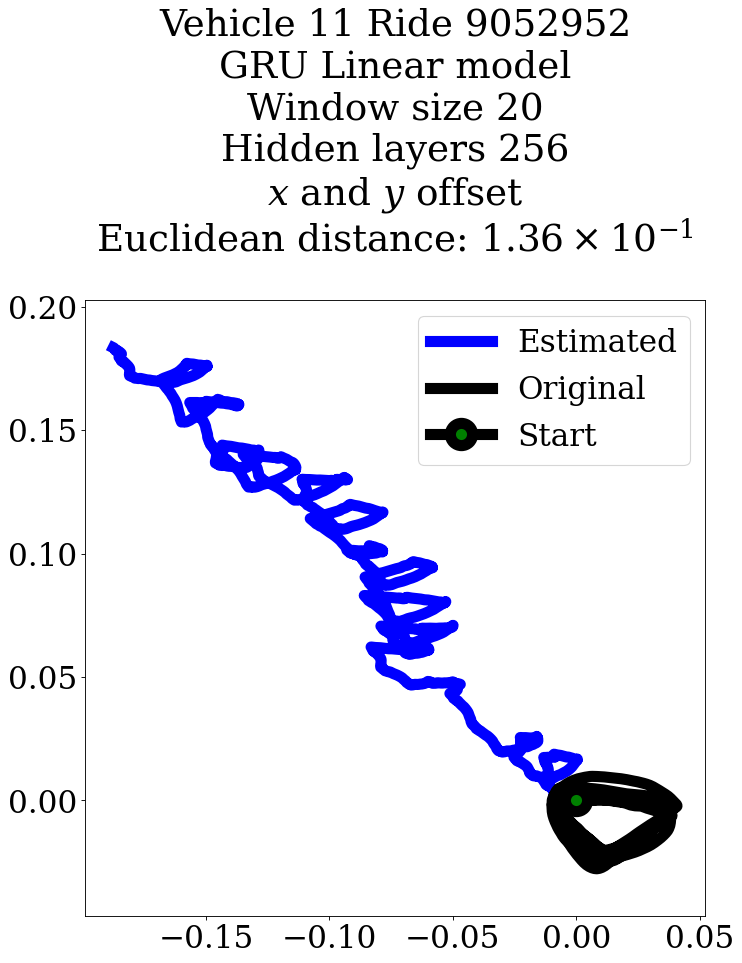 Vehicle 11 Ride 9052952
GRU Linear model
Window size 20
Hidden layers 256
x and y offset
Euclidean distance: 1.36 × 10⁻¹
0.20
Estimated
Original
Start
0.15
0.10
0.05
0.00
−0.15 −0.10 −0.05 0.00 0.05